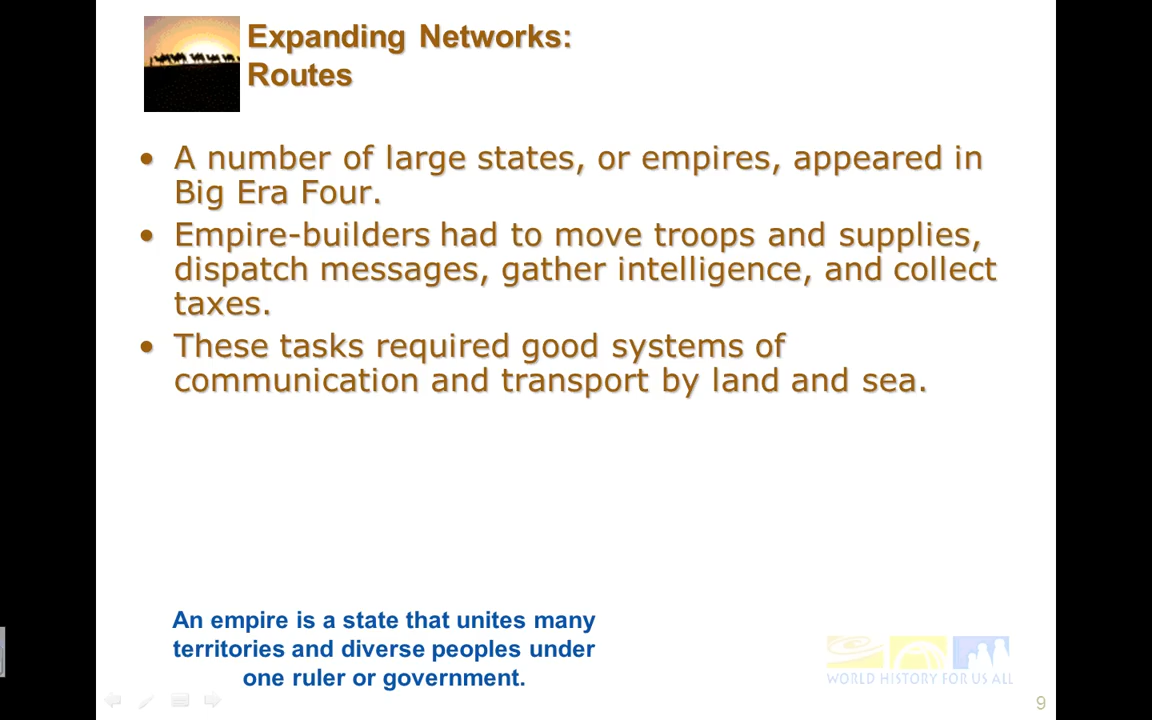 Expanding Networks:
Routes
• A number of large states, or empires, appeared in
Big Era Four.
• Empire-builders had to move troops and supplies,
dispatch messages, gather intelligence, and collect
taxes.
• These tasks required good systems of
communication and transport by land and sea.
An empire is a state that unites many
territories and diverse peoples under
one ruler or government.
WORLD HISTORY FOR US ALL
9